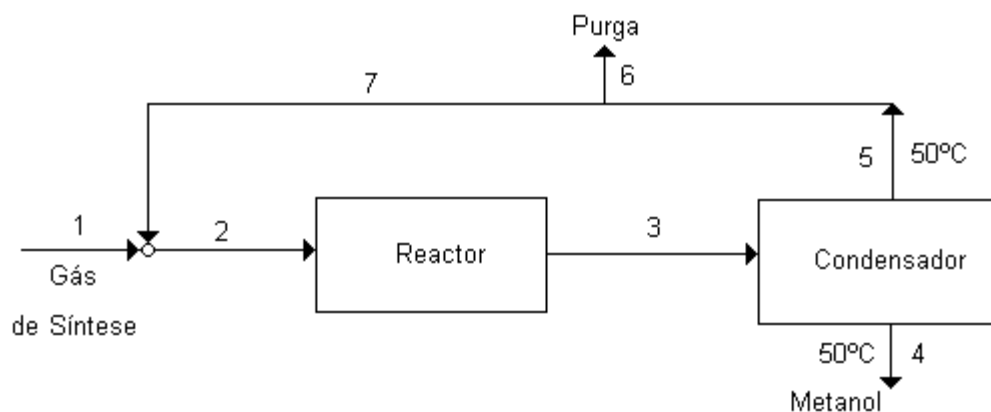 Purga
7
6
5
50ºC
1
2
3
Gás
de Síntese
Reactor
Condensador
50ºC
4
Metanol